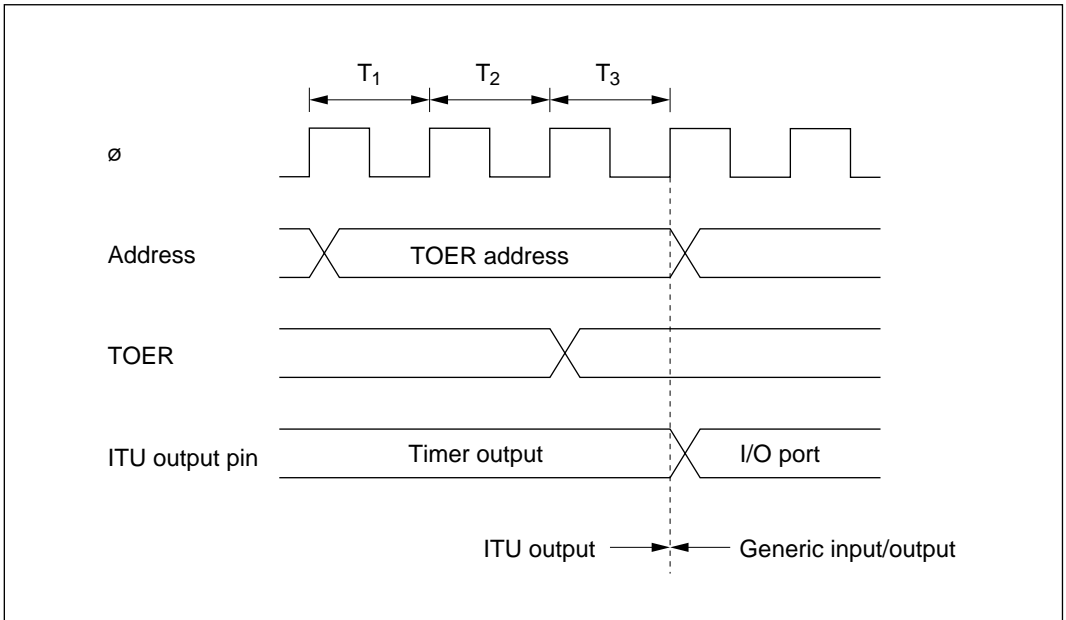 T1 T2 T3
ø
Address TOER address
TOER
ITU output pin Timer output I/O port
ITU output Generic input/output